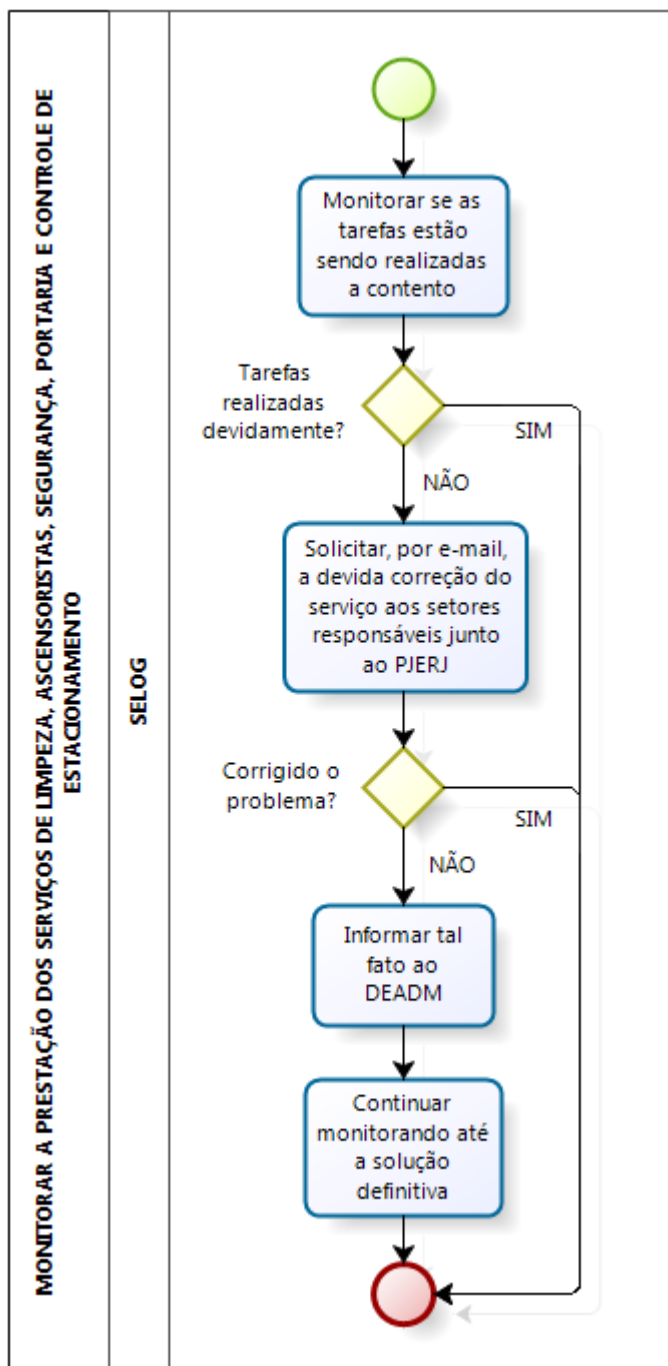 MONITORAR A PRESTAÇÃO DOS SERVIÇOS DE LIMPEZA, ASCENSORISTAS, SEGURANÇA, PORTARIA E CONTROLE DE
ESTACIONAMENTO
SELOG
Monitorar se as
tarefas estão
sendo realizadas
a contento
Tarefas
realizadas
devidamente?
SIM
NÃO
Solicitar, por e-mail,
a devida correção do
serviço aos setores
responsáveis junto
ao PJERJ
Corrigido o
problema?
SIM
NÃO
Informar tal
fato ao
DEADM
Continuar
monitorando até
a solução
definitiva